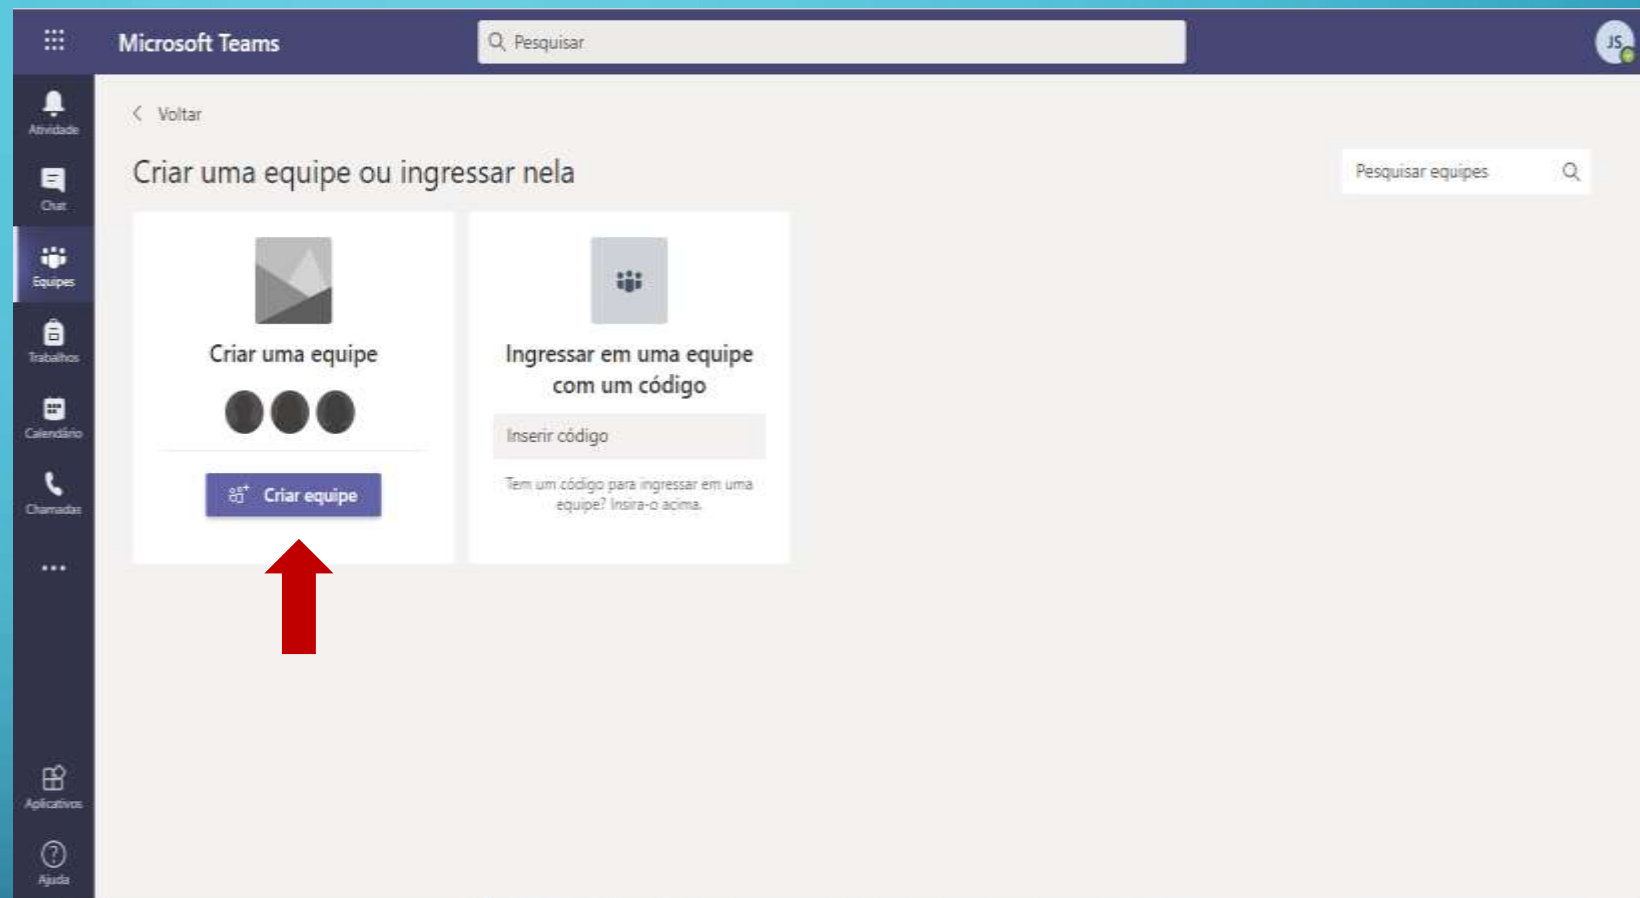 Microsoft Teams
Pesquisar
JS
Atividade
Chat
Equipes
Trabalhos
Calendário
Chamadas
Aplicativos
Ajuda
Voltar
Criar uma equipe ou ingressar nela
Pesquisar equipes
Criar uma equipe
Criar equipe
Ingressar em uma equipe
com um código
Inserir código
Tem um código para ingressar em uma
equipe? Insira-o acima.